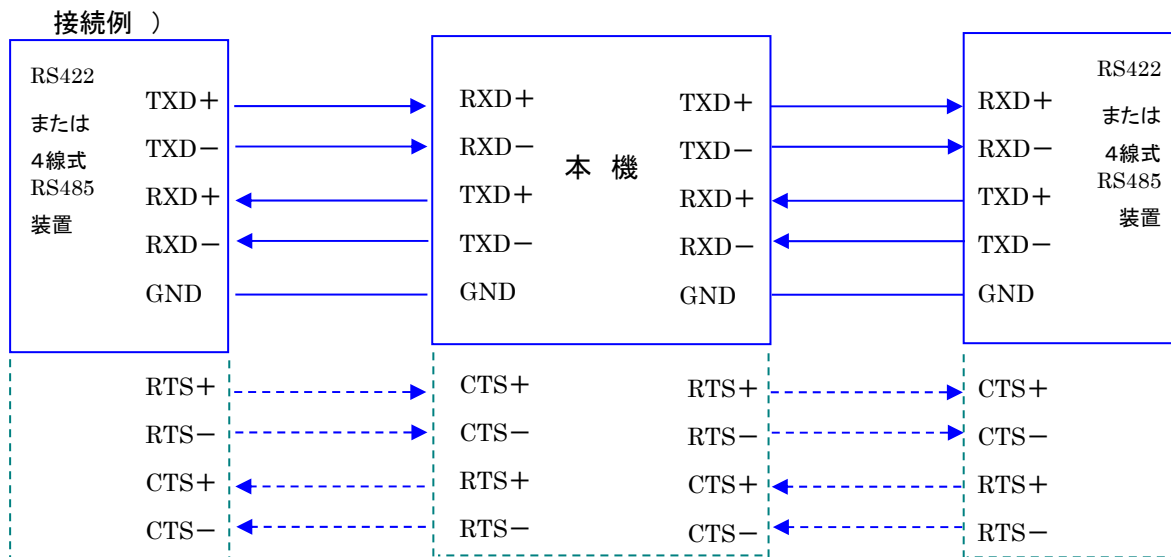 接続例 ）
RS422
または
4線式
RS485
装置
TXD＋
TXD－
RXD＋
RXD－
GND
RXD＋
RXD－
TXD＋
TXD－
GND
本 機
TXD＋
TXD－
RXD＋
RXD－
GND
RXD＋
RXD－
TXD＋
TXD－
GND
RS422
または
4線式
RS485
装置
RTS＋
RTS－
CTS＋
CTS－
CTS＋
CTS－
RTS＋
RTS－
RTS＋
RTS－
CTS＋
CTS－
CTS＋
CTS－
RTS＋
RTS－